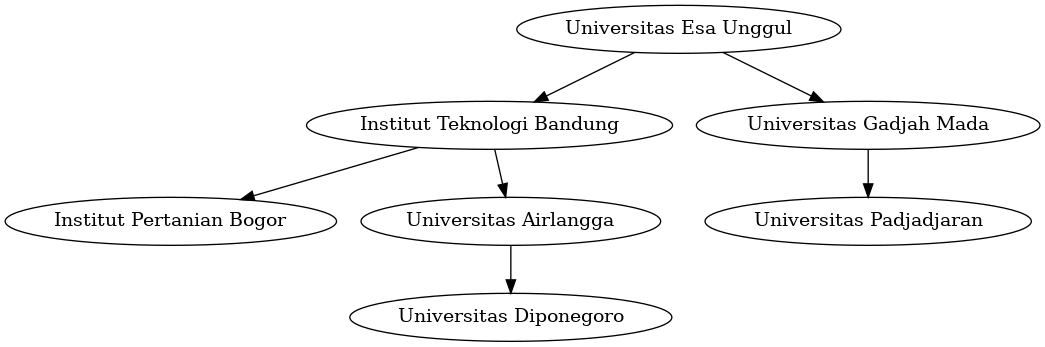 Universitas Esa Unggul
Institut Teknologi Bandung
Universitas Gadjah Mada
Institut Pertanian Bogor
Universitas Airlangga
Universitas Padjadjaran
Universitas Diponegoro